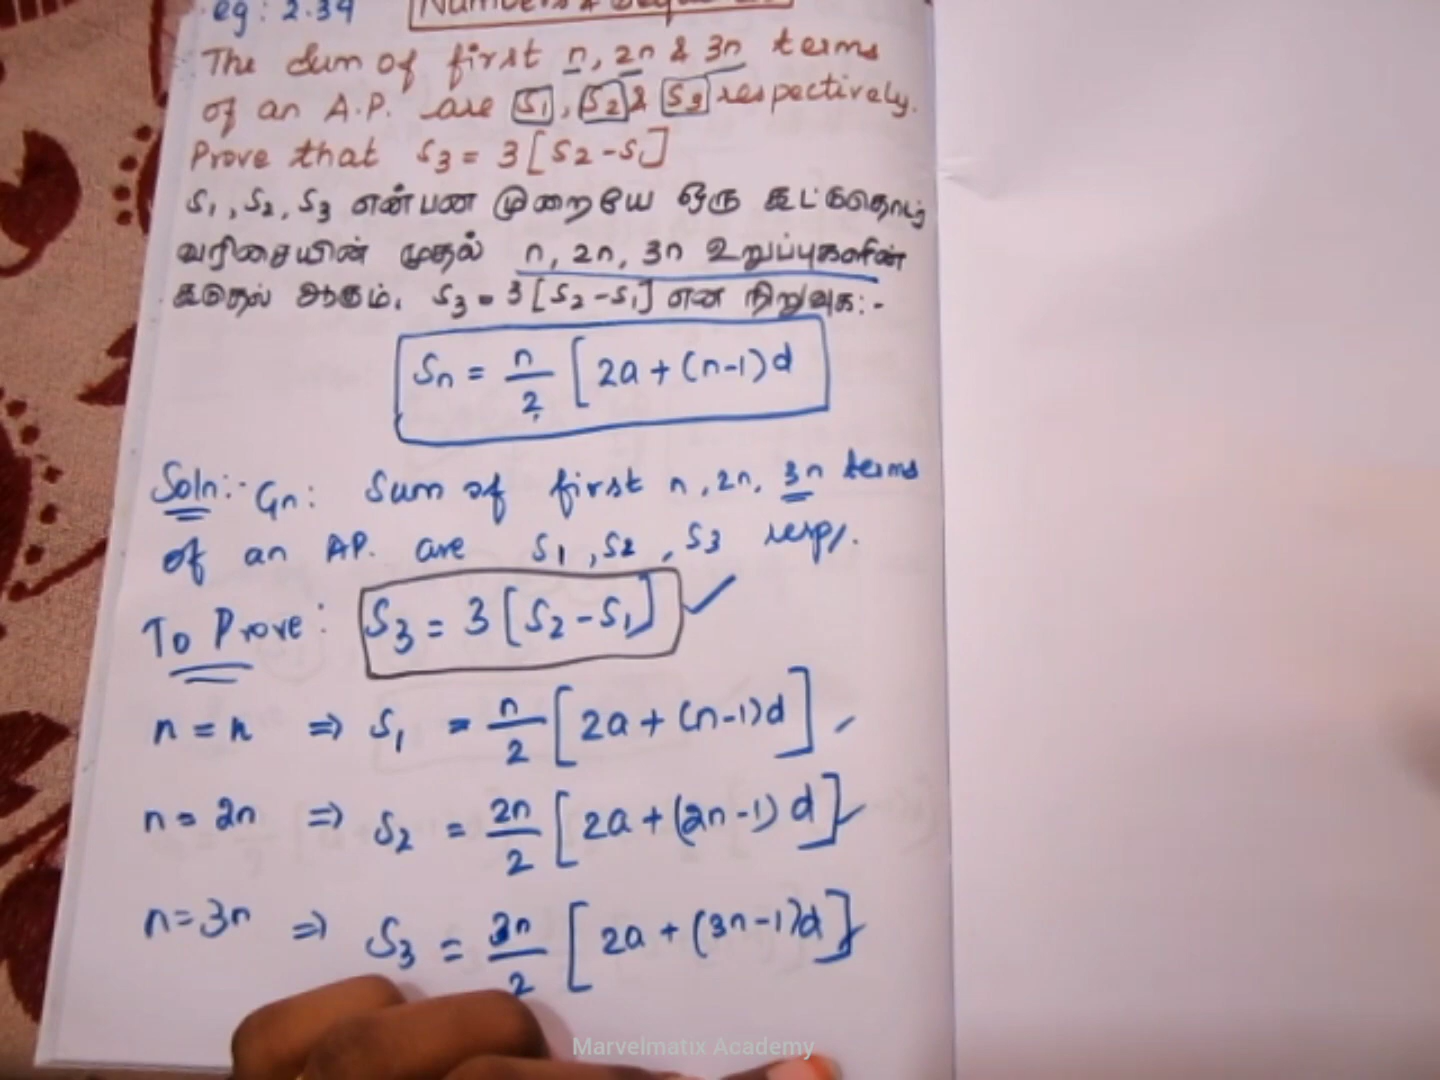 eg: 2.34 Numbers &
The Sum of first n, 2n & 3n terms
of an A.P. are S1, S2 & S3 respectively.
Prove that S3 = 3[S2-S1]
S1, S2, S3 என்பன முறையே ஒரு கூட்டுத்தொடர்
வரிசையின் முதல் n, 2n, 3n உறுப்புகளின்
கூடுதல் ஆகும். S3 = 3[S2-S1] என நிறுவுக:-
Sn = n/2 [2a+(n-1)d
Soln:- Gn: Sum of first n, 2n, 3n terms
of an AP. are S1, S2, S3 resp/.
To Prove: S3 = 3[S2-S1]
n = n ⇒ S1 = n/2 [2a+(n-1)d]
n = 2n ⇒ S2 = 2n/2 [2a+(2n-1)d]
n=3n ⇒ S3 = 3n/2 [2a+(3n-1)d]
Marvelmatix Academy